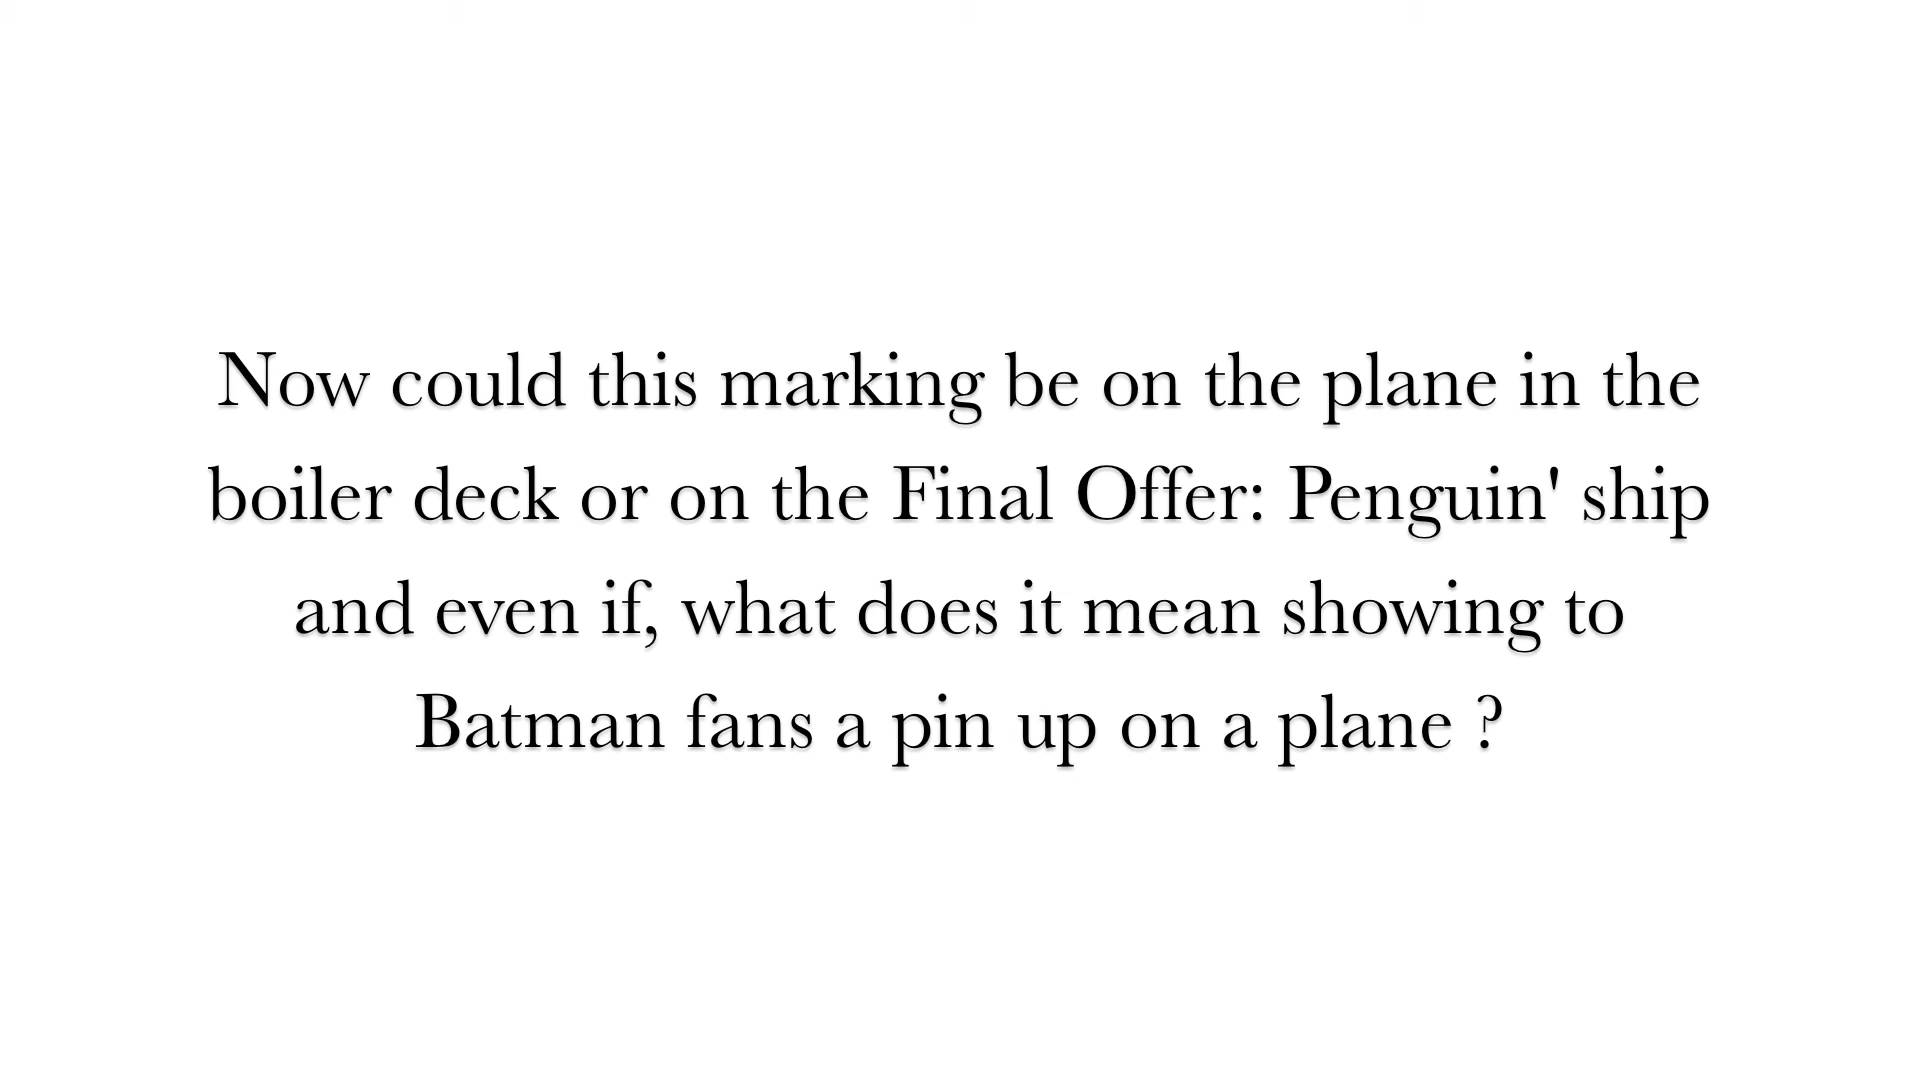 Now could this marking be on the plane in the
boiler deck or on the Final Offer: Penguin' ship
and even if, what does it mean showing to
Batman fans a pin up on a plane ?